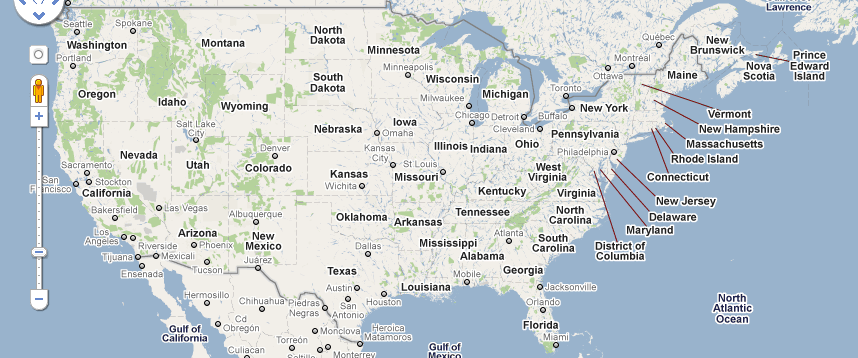 Lawrence
Québec
New
Brunswick
Prince
Edward
Island
Nova
Scotia
Seattle
Spokane
Washington
Montana
North
Dakota
Minnesota
Montréal
Ottawa
Maine
Portland
Minneapolis
Oregon
Idaho
Wyoming
South
Dakota
Wisconsin
Michigan
Toronto
Milwaukee
New York
Vermont
Buffalo
Detroit
Chicago
New Hampshire
Salt Lake
City
Nebraska
Iowa
Omaha
Cleveland
Pennsylvania
Massachusetts
Nevada
Utah
Denver
Colorado
Kansas
City
Illinois
Indiana
Ohio
Philadelphia
Rhode Island
Sacramento
Stockton
San
Francisco
California
Kansas
Wichita
St Louis
Missouri
West
Virginia
Connecticut
Kentucky
Virginia
New Jersey
Las Vegas
Bakersfield
Albuquerque
Oklahoma
Arkansas
Tennessee
North
Carolina
Delaware
Maryland
Los
Angeles
Riverside
Arizona
Phoenix
New
Mexico
Dallas
Mississippi
Atlanta
South
Carolina
District of
Columbia
Tijuana
Mexicali
Ensenada
Tucson
Juárez
Texas
Alabama
Georgia
Austin
Louisiana
Mobile
Jacksonville
Hermosillo
Chihuahua
Piedras
Negras
San
Antonio
Houston
Orlando
North
Atlantic
Ocean
Gulf of
California
Cd
Obregón
Monclova
Heroica
Matamoros
Florida
Miami
Culiacan
Torreón
Monterrey
Gulf of
Mexico